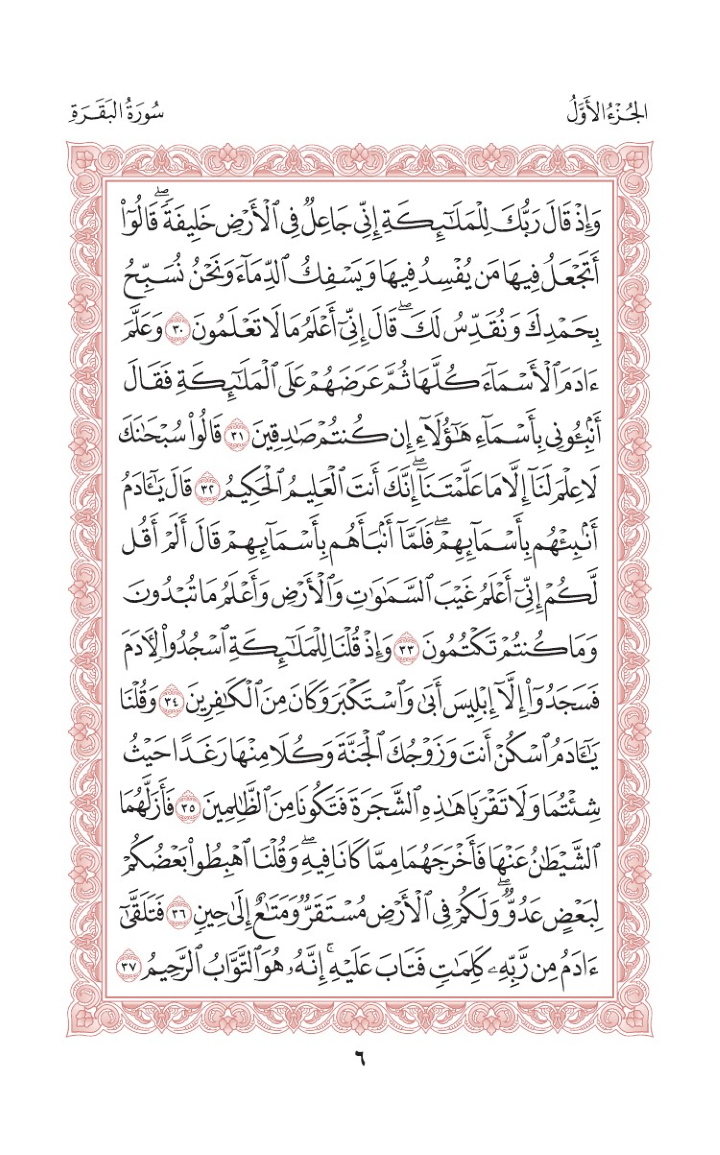 الجُزْءُ الأَوَّلُ
سُورَةُ البَقَرَةِ
وَإِذۡ قَالَ رَبُّكَ لِلۡمَلَٰٓئِكَةِ إِنِّي جَاعِلٞ فِي ٱلۡأَرۡضِ خَلِيفَةٗۖ قَالُوٓاْ
أَتَجۡعَلُ فِيهَا مَن يُفۡسِدُ فِيهَا وَيَسۡفِكُ ٱلدِّمَآءَ وَنَحۡنُ نُسَبِّحُ
بِحَمۡدِكَ وَنُقَدِّسُ لَكَۖ قَالَ إِنِّيٓ أَعۡلَمُ مَا لَا تَعۡلَمُونَ ٣٠ وَعَلَّمَ
ءَادَمَ ٱلۡأَسۡمَآءَ كُلَّهَا ثُمَّ عَرَضَهُمۡ عَلَى ٱلۡمَلَٰٓئِكَةِ فَقَالَ
أَنۢبِـُٔونِي بِأَسۡمَآءِ هَٰٓؤُلَآءِ إِن كُنتُمۡ صَٰدِقِينَ ٣١ قَالُواْ سُبۡحَٰنَكَ
لَا عِلۡمَ لَنَآ إِلَّا مَا عَلَّمۡتَنَآۖ إِنَّكَ أَنتَ ٱلۡعَلِيمُ ٱلۡحَكِيمُ ٣٢ قَالَ يَٰٓـَٔادَمُ
أَنۢبِئۡهُم بِأَسۡمَآئِهِمۡۖ فَلَمَّآ أَنۢبَأَهُم بِأَسۡمَآئِهِمۡ قَالَ أَلَمۡ أَقُل
لَّكُمۡ إِنِّيٓ أَعۡلَمُ غَيۡبَ ٱلسَّمَٰوَٰتِ وَٱلۡأَرۡضِ وَأَعۡلَمُ مَا تُبۡدُونَ
وَمَا كُنتُمۡ تَكۡتُمُونَ ٣٣ وَإِذۡ قُلۡنَا لِلۡمَلَٰٓئِكَةِ ٱسۡجُدُواْ لِأٓدَمَ
فَسَجَدُوٓاْ إِلَّآ إِبۡلِيسَ أَبَىٰ وَٱسۡتَكۡبَرَ وَكَانَ مِنَ ٱلۡكَٰفِرِينَ ٣٤ وَقُلۡنَا
يَٰٓـَٔادَمُ ٱسۡكُنۡ أَنتَ وَزَوۡجُكَ ٱلۡجَنَّةَ وَكُلَا مِنۡهَا رَغَدًا حَيۡثُ
شِئۡتُمَا وَلَا تَقۡرَبَا هَٰذِهِ ٱلشَّجَرَةَ فَتَكُونَا مِنَ ٱلظَّٰلِمِينَ ٣٥ فَأَزَلَّهُمَا
ٱلشَّيۡطَٰنُ عَنۡهَا فَأَخۡرَجَهُمَا مِمَّا كَانَا فِيهِۖ وَقُلۡنَا ٱهۡبِطُواْ بَعۡضُكُمۡ
لِبَعۡضٍ عَدُوّٞۖ وَلَكُمۡ فِي ٱلۡأَرۡضِ مُسۡتَقَرّٞ وَمَتَٰعٌ إِلَىٰ حِينٖ ٣٦ فَتَلَقَّىٰٓ
ءَادَمُ مِن رَّبِّهِۦ كَلِمَٰتٖ فَتَابَ عَلَيۡهِۚ إِنَّهُۥ هُوَ ٱلتَّوَّابُ ٱلرَّحِيمُ ٣٧
٦